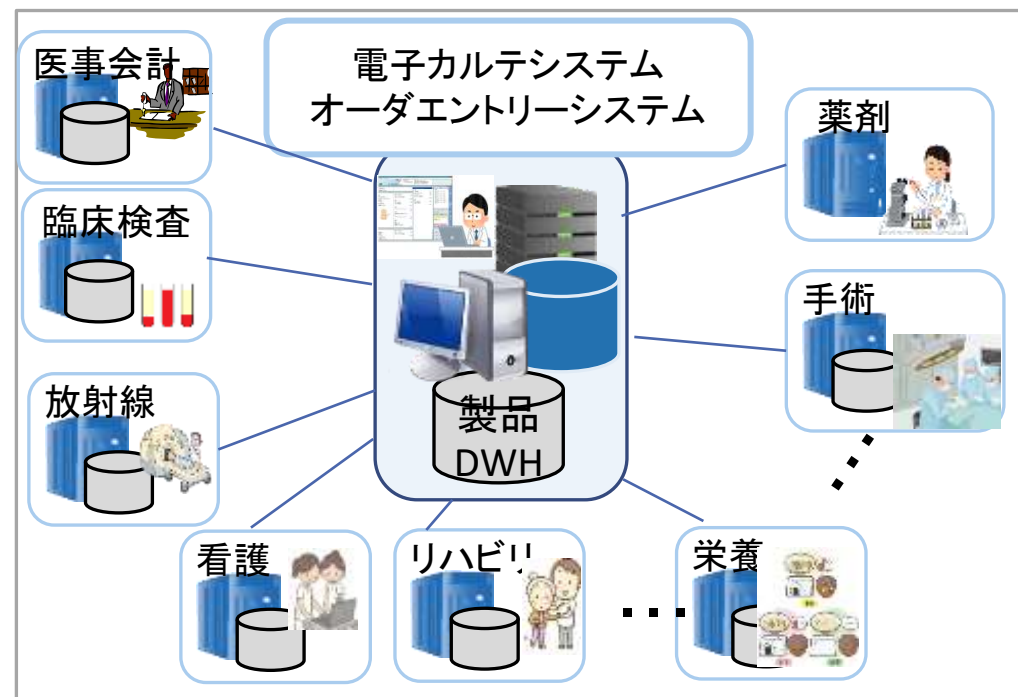 医事会計
電子カルテシステム
オーダエントリーシステム
薬剤
臨床検査
手術
放射線
製品
DWH
看護
リハビリ
栄養